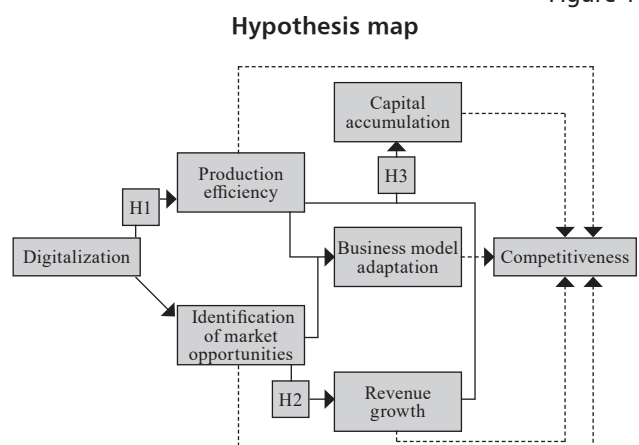 Figure 1
Hypothesis map
Capital
accumulation
Production
efficiency
H3
H1
Digitalization
Business model
adaptation
Competitiveness
Identification
of market
opportunities
H2
Revenue
growth